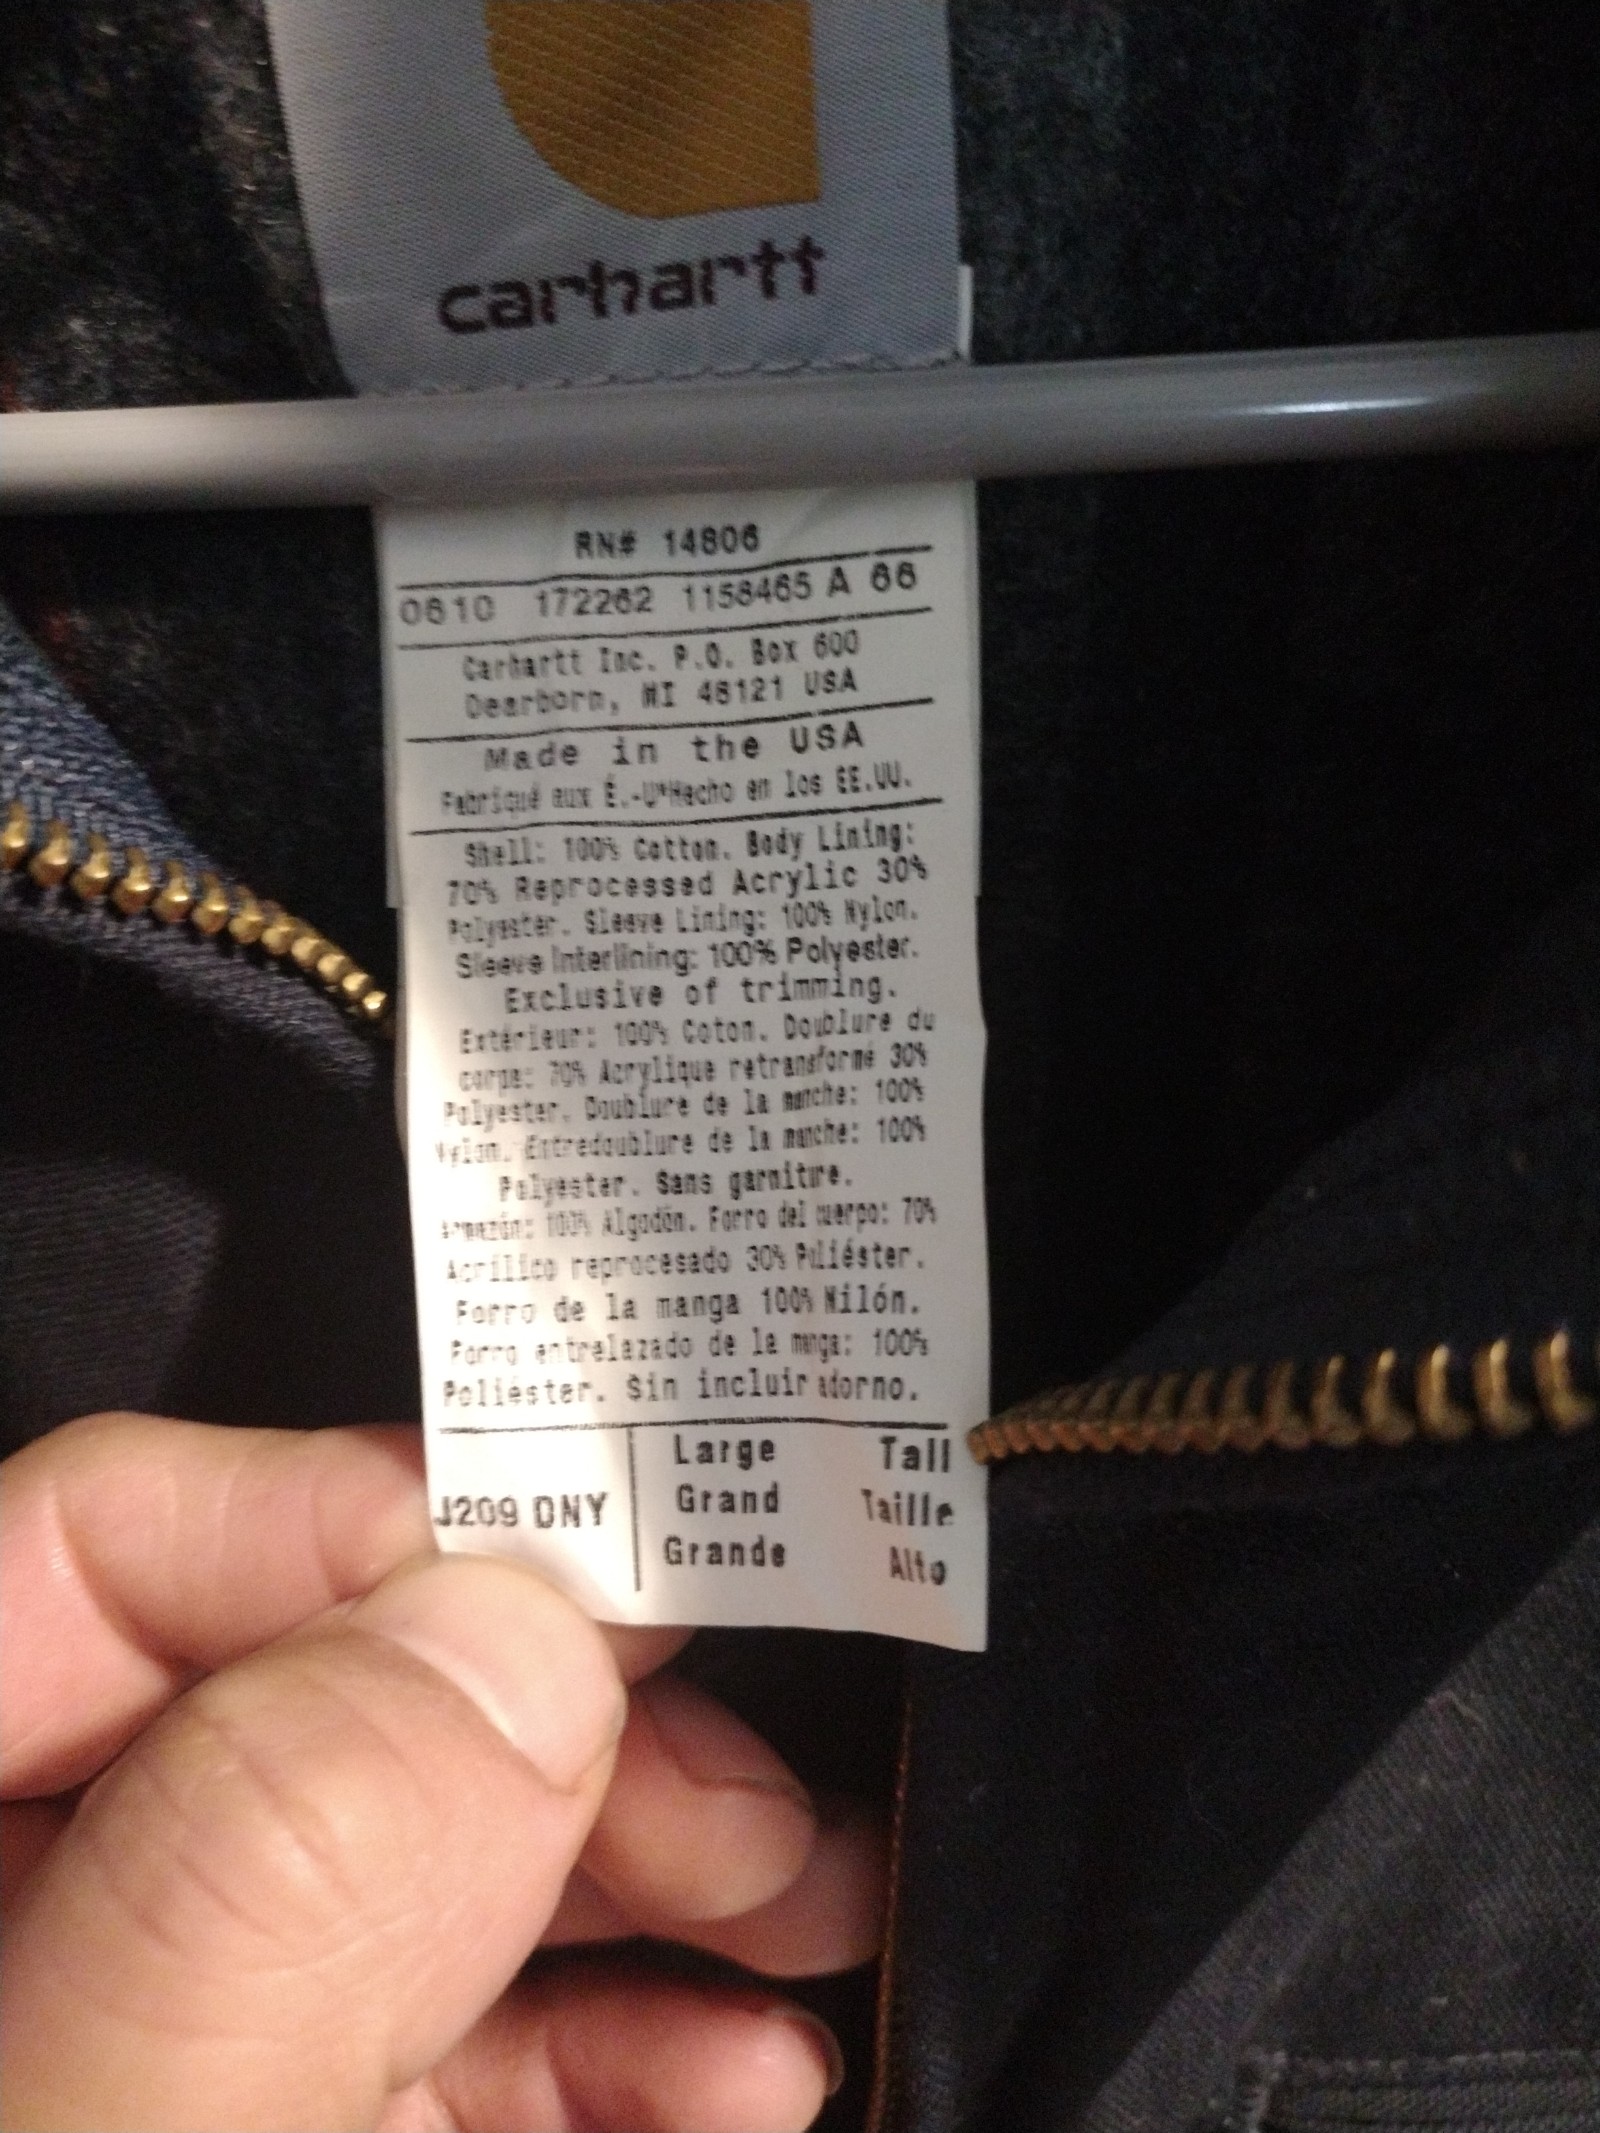 carhartt
RN# 14806
0610 172262 1158465 A 66
Carhartt Inc. P.O. Box 600
Dearborn, MI 48121 USA
Made in the USA
Fabriqué aux É.-U*Hecho en los EE.UU.
Shell: 100% Cotton. Body Lining:
70% Reprocessed Acrylic 30%
Polyester. Sleeve Lining: 100% Nylon.
Sleeve Interlining: 100% Polyester.
Exclusive of trimming.
Extérieur: 100% Coton. Doublure du
corps: 70% Acrylique retransformé 30%
Polyester. Doublure de la manche: 100%
Nylon. Entredoublure de la manche: 100%
Polyester. Sans garniture.
Armazón: 100% Algodón. Forro del cuerpo: 70%
Acrílico reprocesado 30% Poliéster.
Forro de la manga 100% Nilón.
Forro entrelazado de la manga: 100%
Poliéster. Sin incluir adorno.
J209 DNY
Large Tall
Grand Taille
Grande Alto